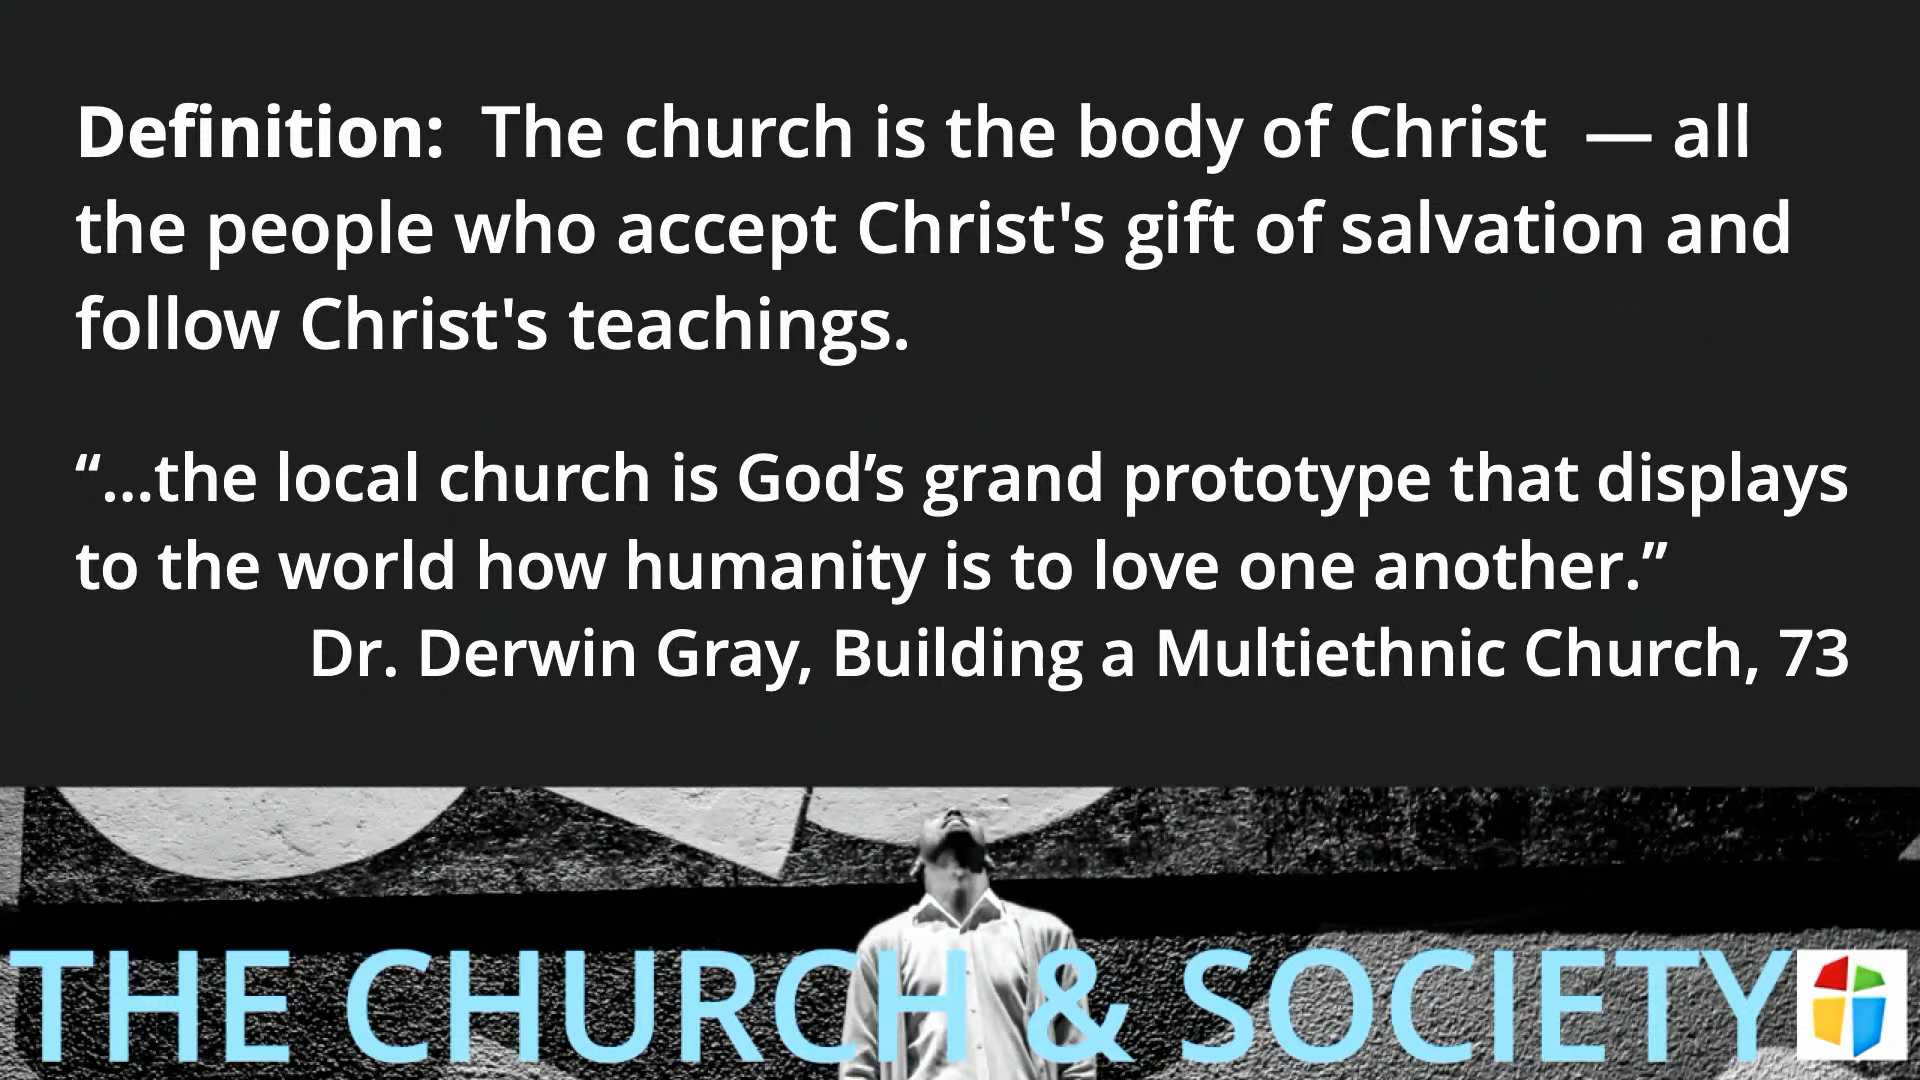 Definition:  The church is the body of Christ  — all
the people who accept Christ's gift of salvation and
follow Christ's teachings.
“...the local church is God’s grand prototype that displays
to the world how humanity is to love one another.”
Dr. Derwin Gray, Building a Multiethnic Church, 73
THE CHURCH & SOCIETY